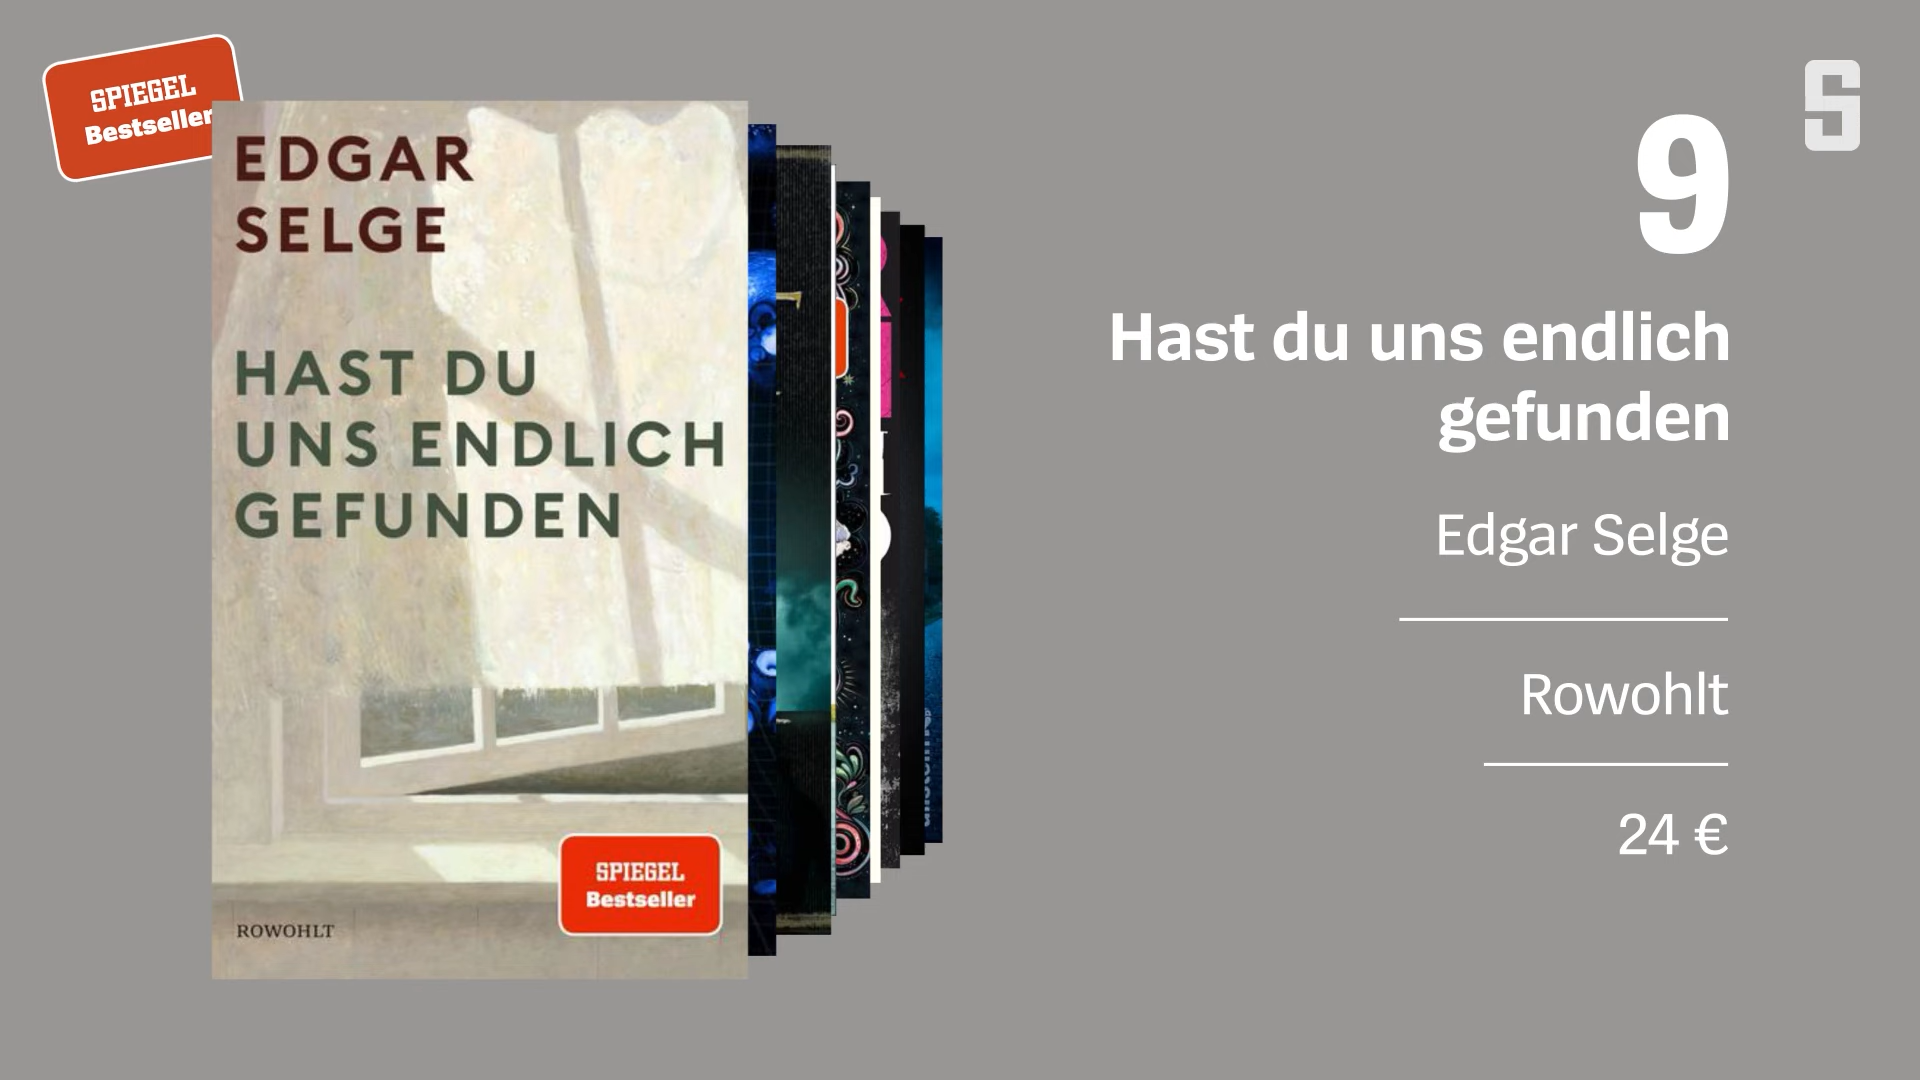 SPIEGEL
Bestseller
EDGAR
SELGE
HAST DU
UNS ENDLICH
GEFUNDEN
SPIEGEL
Bestseller
ROWOHLT
S
9
Hast du uns endlich
gefunden
Edgar Selge
Rowohlt
24 €